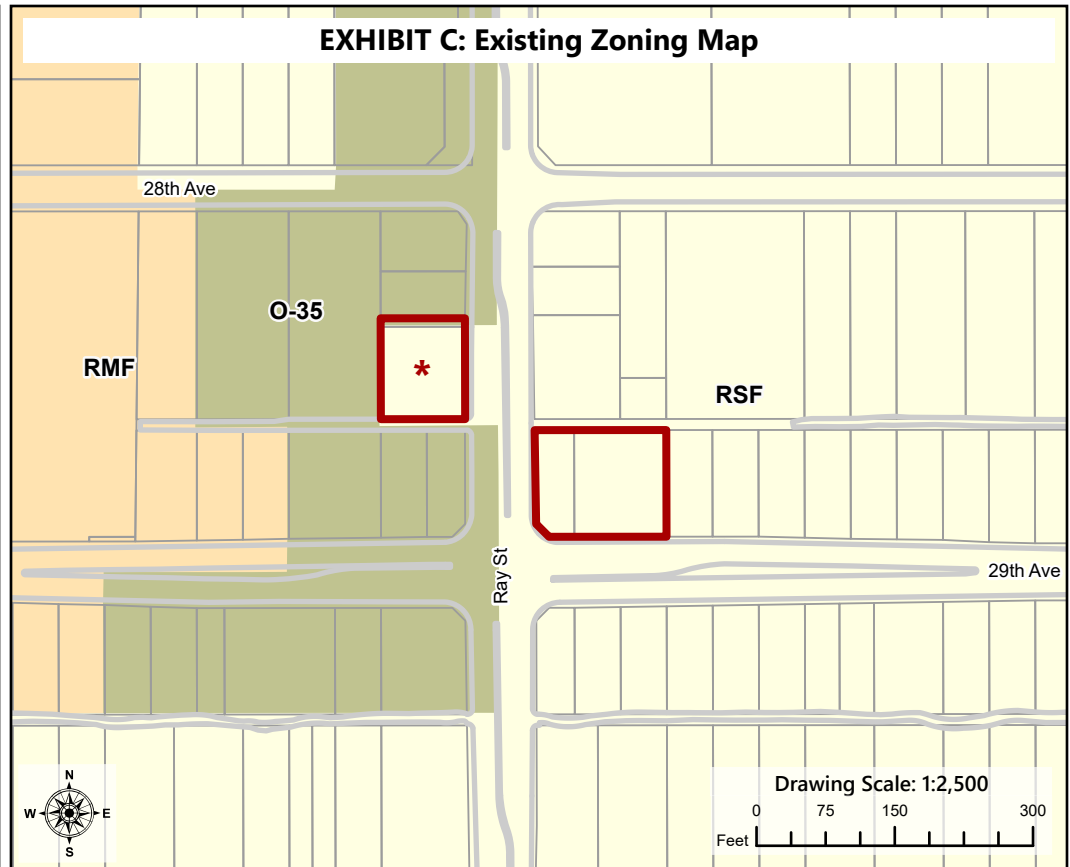 EXHIBIT C: Existing Zoning Map
28th Ave
O-35
RMF
*
RSF
Ray St
29th Ave
N
W E
S
Drawing Scale: 1:2,500
0 75 150 300
Feet